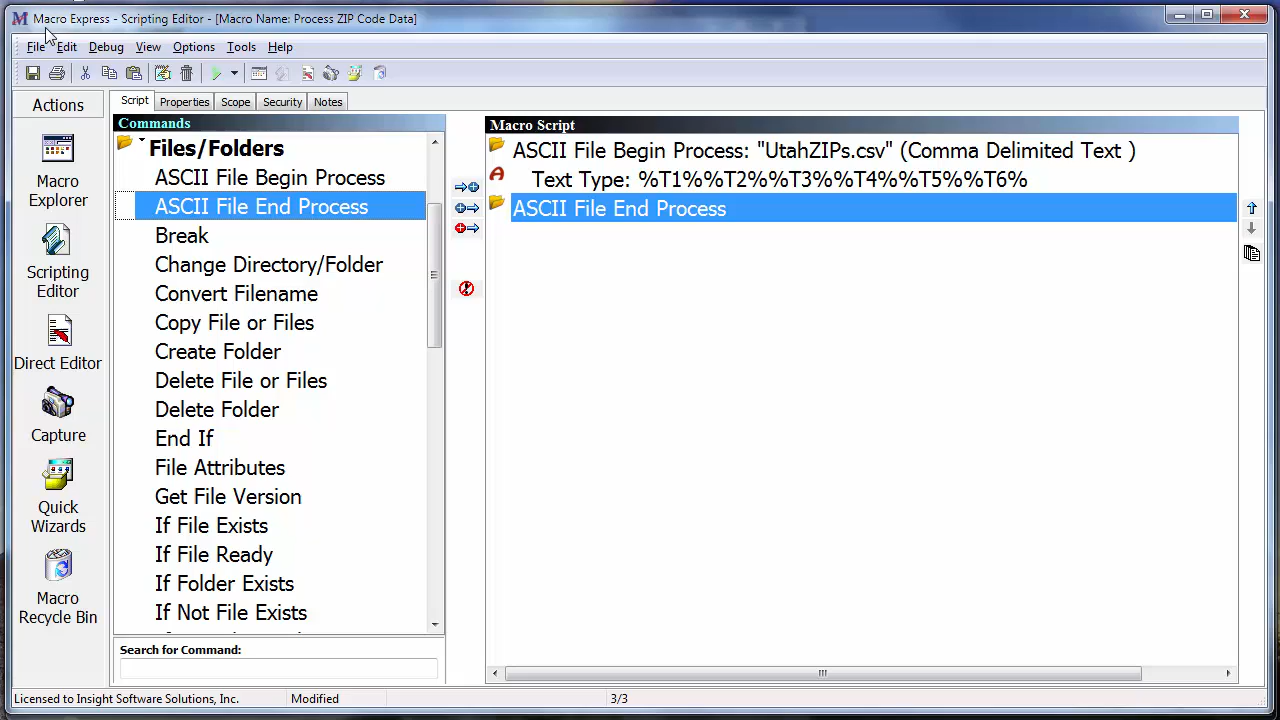 Macro Express - Scripting Editor - [Macro Name: Process ZIP Code Data]
File Edit Debug View Options Tools Help
Actions
Macro
Explorer
Scripting
Editor
Direct Editor
Capture
Quick
Wizards
Macro
Recycle Bin
Script Properties Scope Security Notes
Commands
Files/Folders
ASCII File Begin Process
ASCII File End Process
Break
Change Directory/Folder
Convert Filename
Copy File or Files
Create Folder
Delete File or Files
Delete Folder
End If
File Attributes
Get File Version
If File Exists
If File Ready
If Folder Exists
If Not File Exists
Search for Command:
Macro Script
ASCII File Begin Process: "UtahZIPs.csv" (Comma Delimited Text )
Text Type: %T1%%T2%%T3%%T4%%T5%%T6%
ASCII File End Process
Licensed to Insight Software Solutions, Inc. Modified 3/3